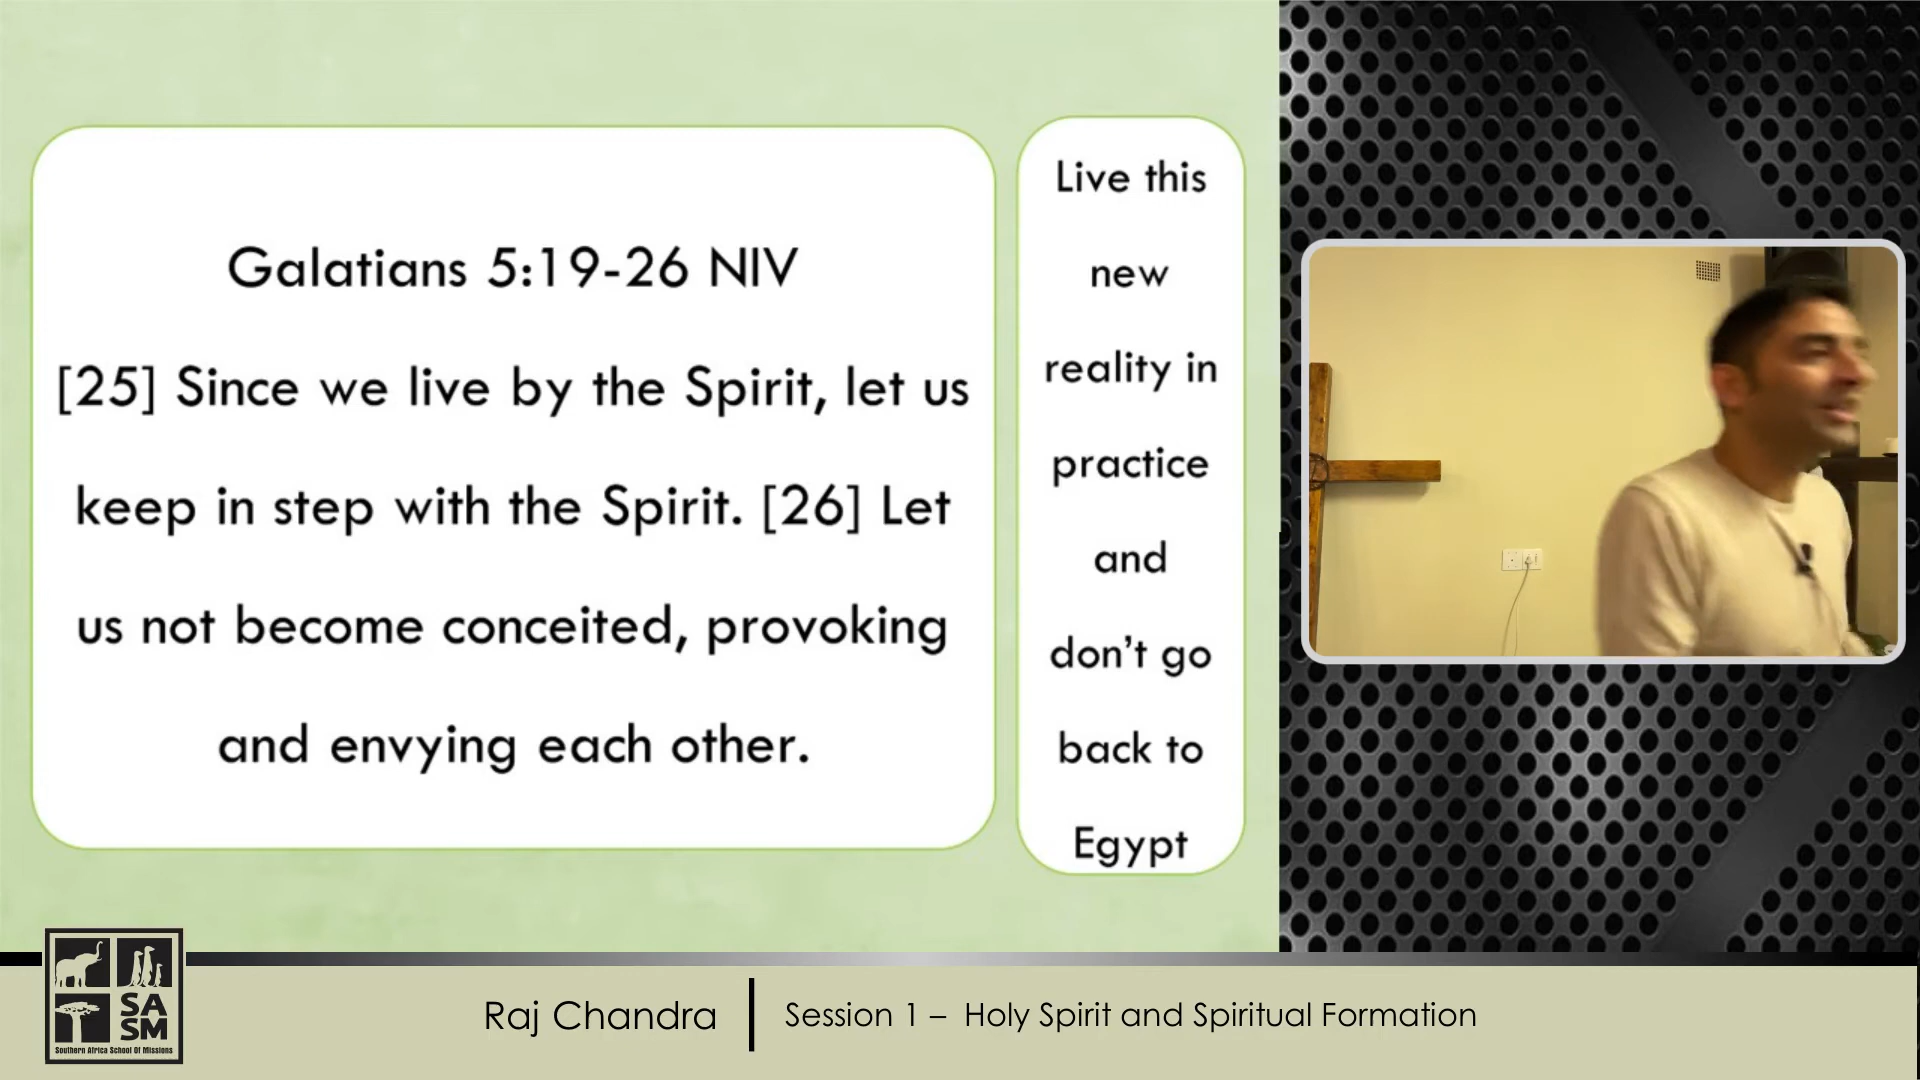 Galatians 5:19-26 NIV
[25] Since we live by the Spirit, let us
keep in step with the Spirit. [26] Let
us not become conceited, provoking
and envying each other.
Live this
new
reality in
practice
and
don’t go
back to
Egypt
SA
SM
Southern Africa School Of Missions
Raj Chandra
Session 1 – Holy Spirit and Spiritual Formation